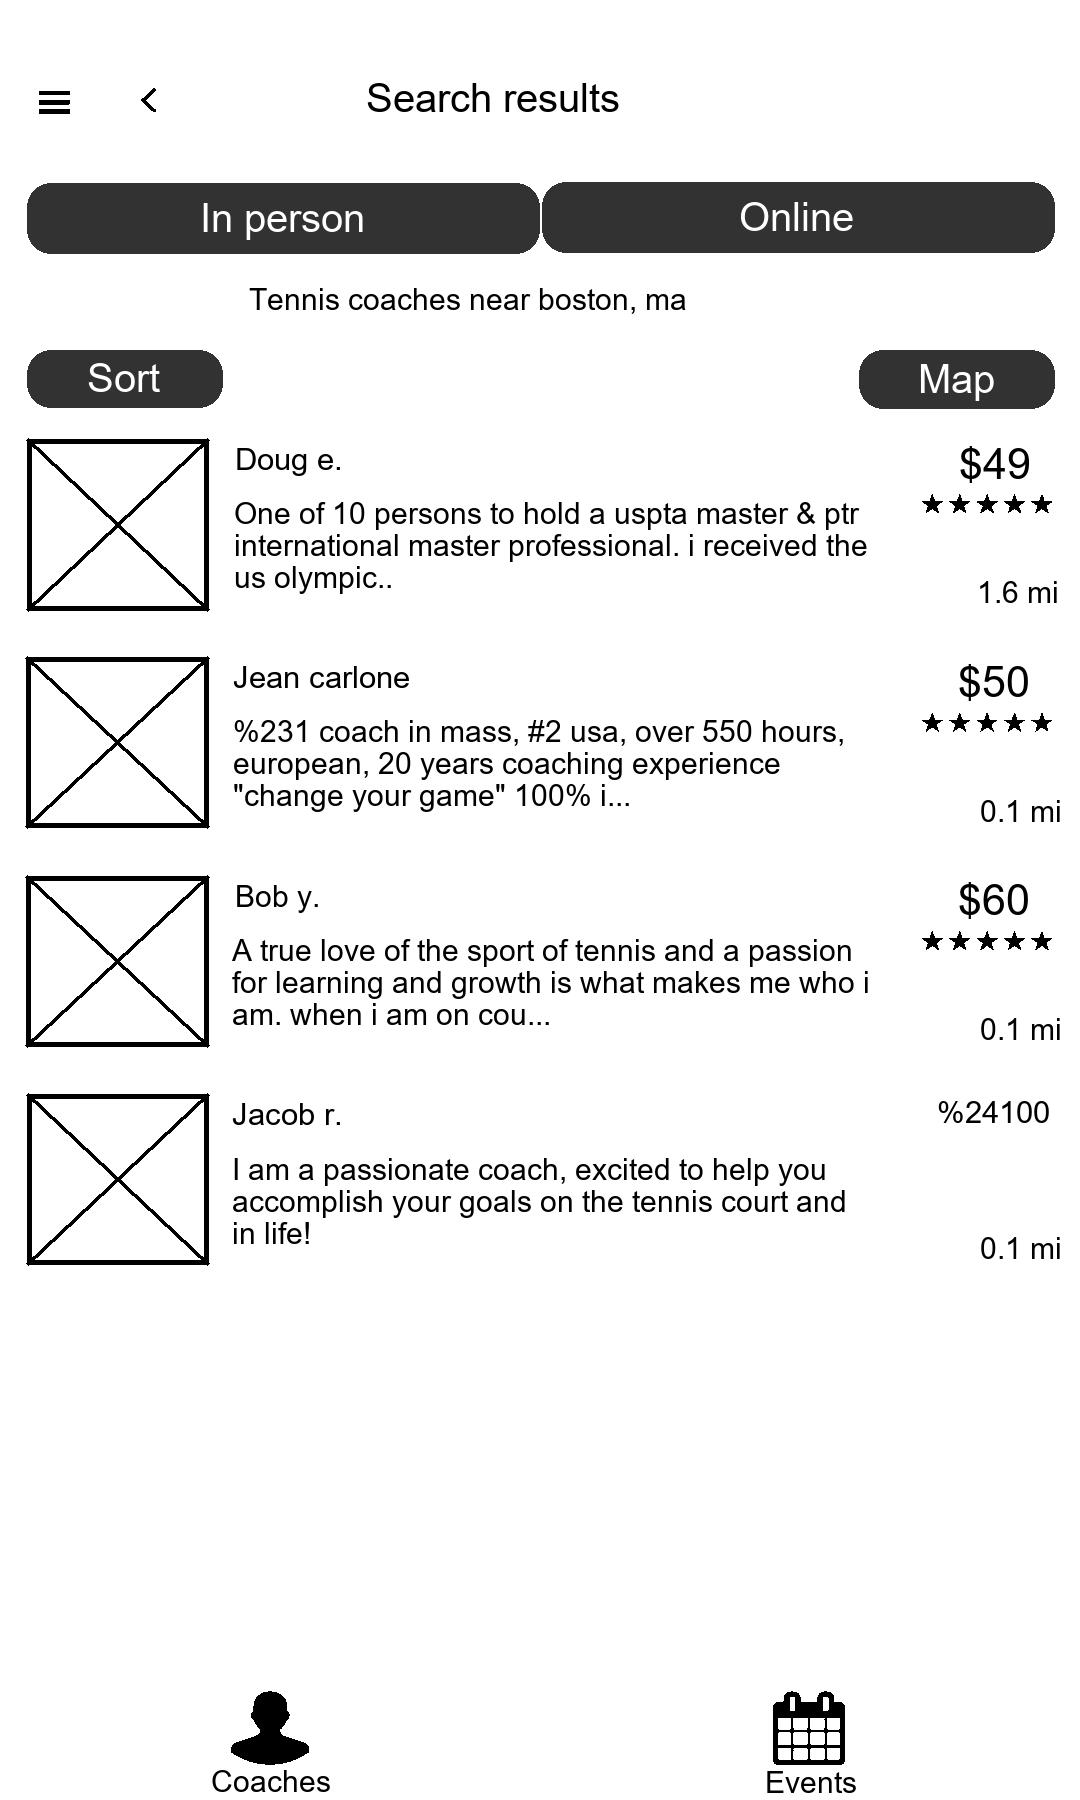 Search results
In person
Online
Tennis coaches near boston, ma
Sort
Map
Doug e.
$49
One of 10 persons to hold a uspta master & ptr
international master professional. i received the
us olympic..
1.6 mi
Jean carlone
$50
%231 coach in mass, #2 usa, over 550 hours,
european, 20 years coaching experience
"change your game" 100% i...
0.1 mi
Bob y.
$60
A true love of the sport of tennis and a passion
for learning and growth is what makes me who i
am. when i am on cou...
0.1 mi
Jacob r.
%24100
I am a passionate coach, excited to help you
accomplish your goals on the tennis court and
in life!
0.1 mi
Coaches
Events